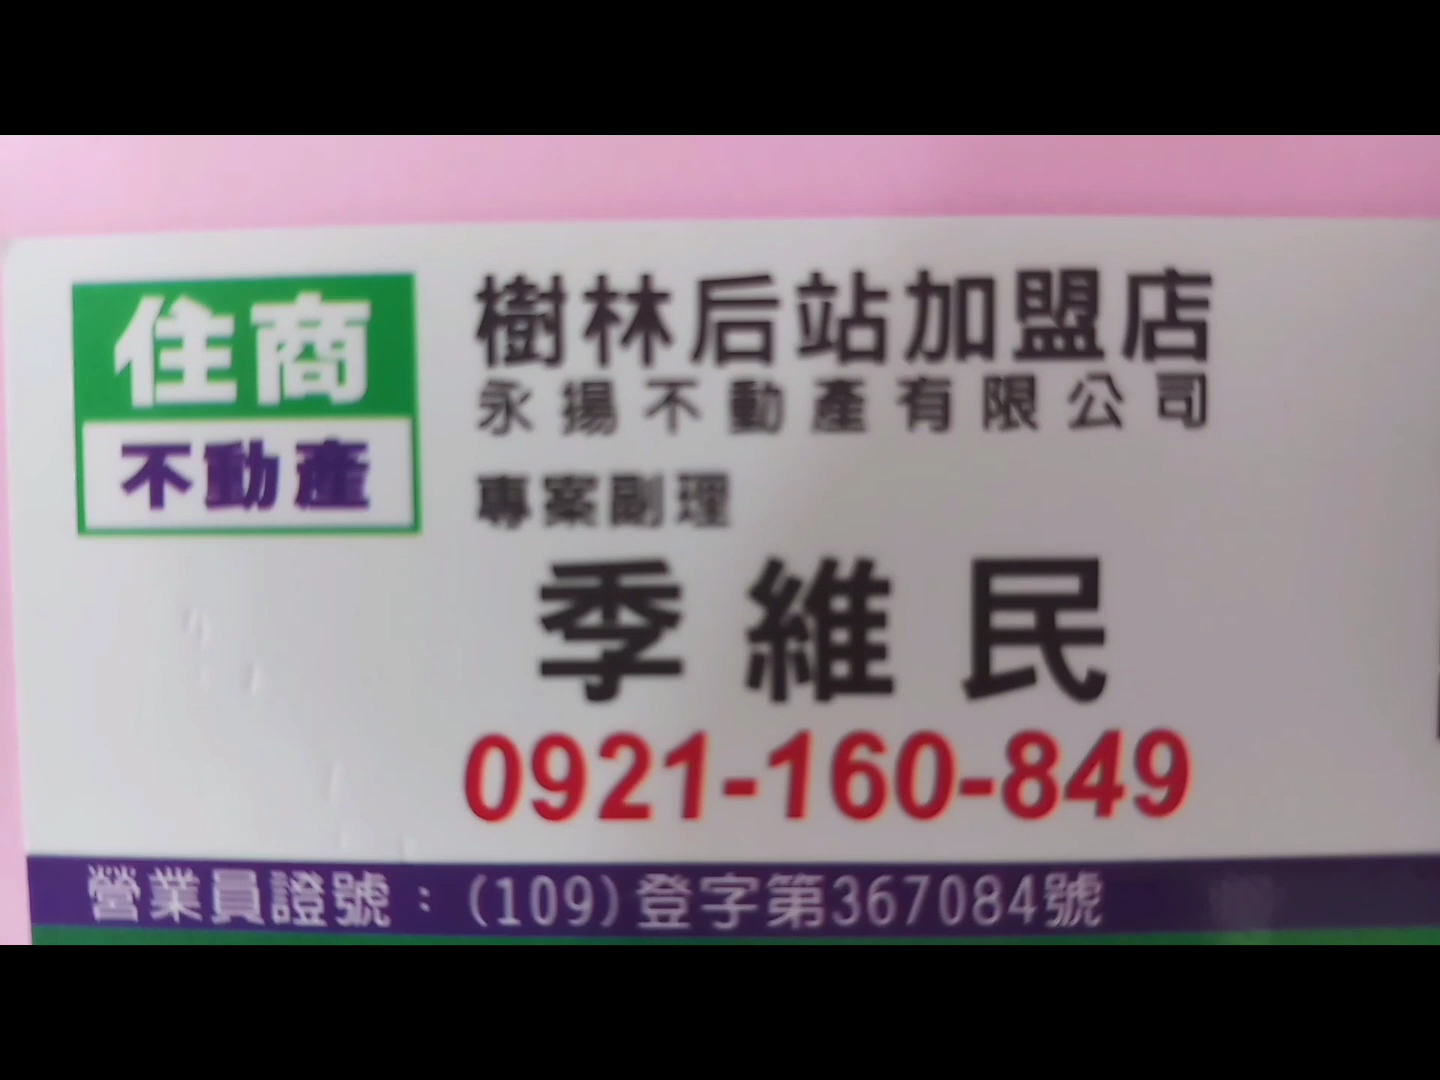 住商
不動產
樹林后站加盟店
永揚不動產有限公司
專案副理
季維民
0921-160-849
營業員證號：(109)登字第367084號